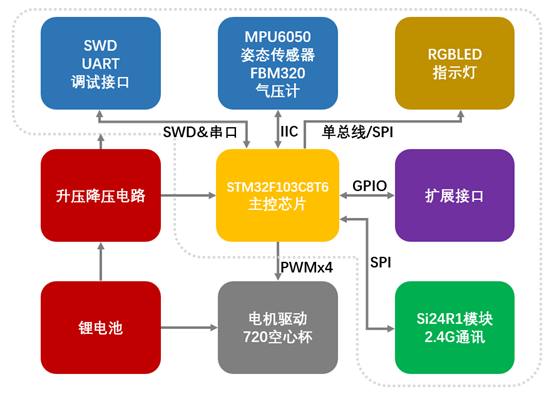 SWD
UART
调试接口
MPU6050
姿态传感器
FBM320
气压计
RGBLED
指示灯
SWD&串口
IIC
单总线/SPI
升压降压电路
STM32F103C8T6
主控芯片
GPIO
扩展接口
PWMx4
SPI
锂电池
电机驱动
720空心杯
Si24R1模块
2.4G通讯